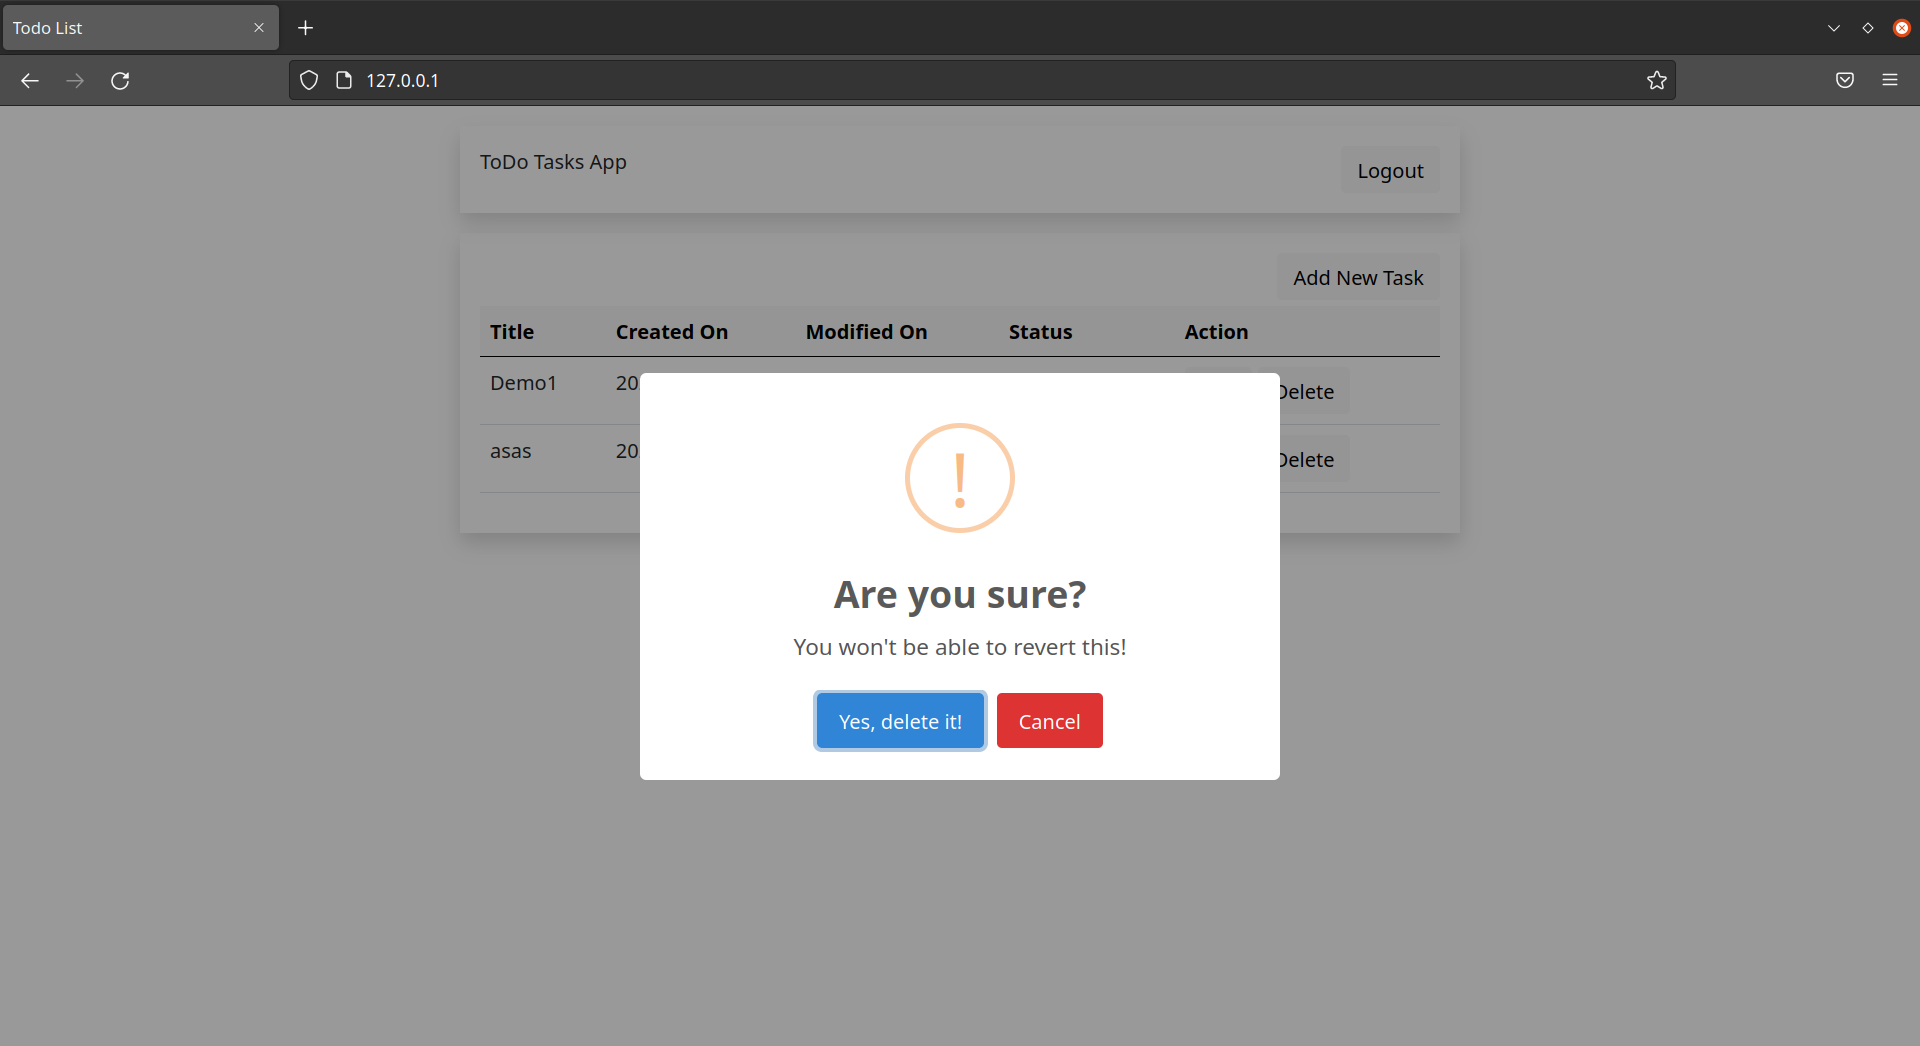 Todo List
127.0.0.1
ToDo Tasks App
Logout
Add New Task
Title Created On Modified On Status Action
Demo1 20 Delete
asas 20 Delete
!
Are you sure?
You won't be able to revert this!
Yes, delete it! Cancel